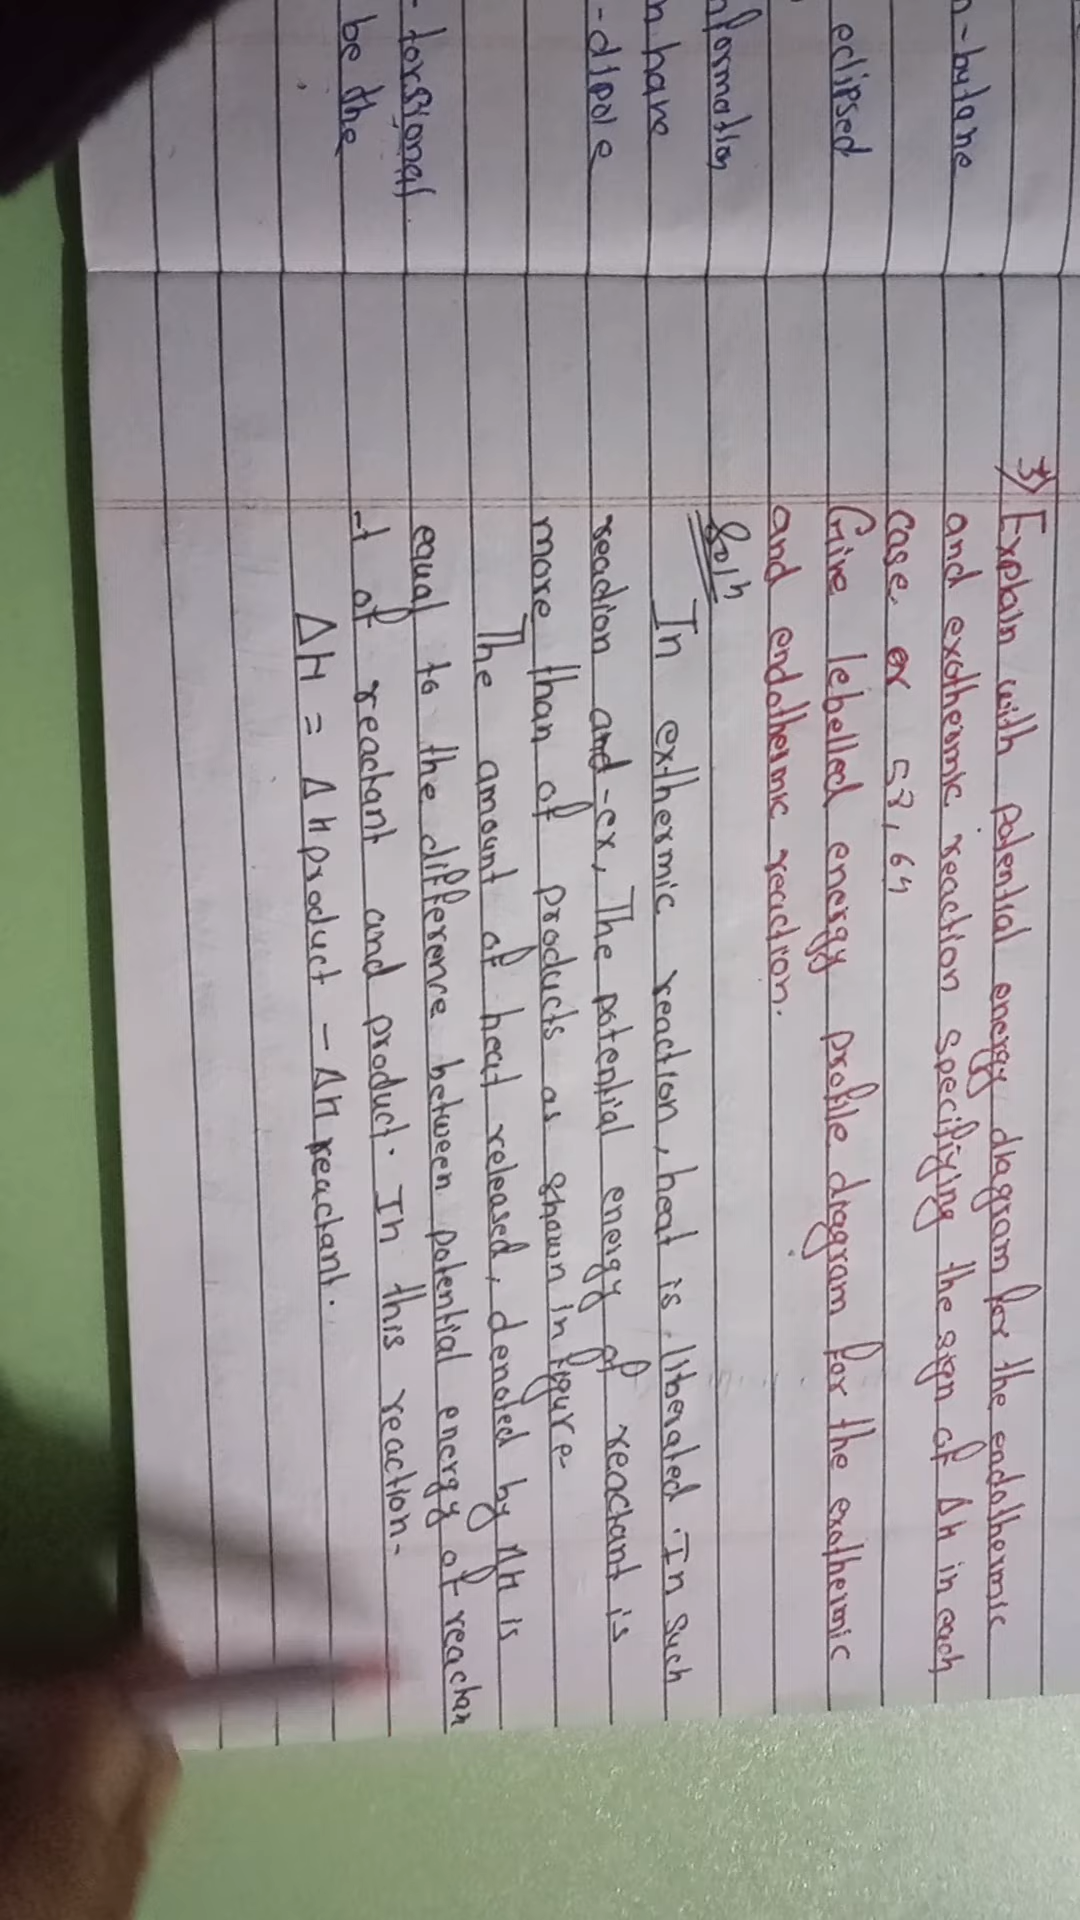 n-butane
eclipsed
nformation
n have
-dipole
- torsional
be the
3) Explain with potential energy diagram for the endothermic
and exothermic reaction specifiying the sign of ΔH in each
case. or 53, 64
Give lebelled energy profile diagram for the exothermic
and endothermic reaction.
Soln
In exthermic reaction, heat is liberated. In such
reaction and-ex, The potential energy of reactant is
more than of products as shown in figure.
The amount of heat released, denoted by ΔH is
equal to the difference between potential energy of reactan
-t of reactant and product. In this reaction-
ΔH = ΔH product - ΔH reactant.